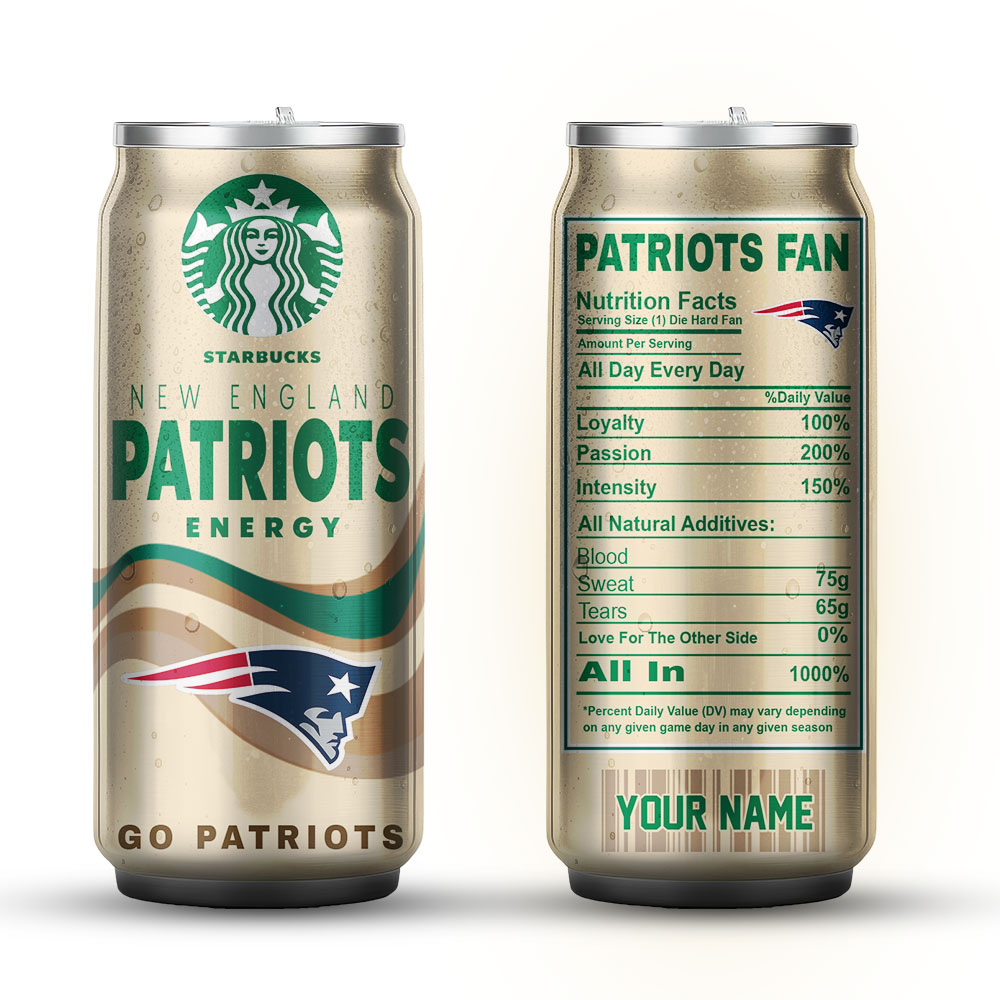 STARBUCKS
NEW ENGLAND
PATRIOTS
ENERGY
GO PATRIOTS
PATRIOTS FAN
Nutrition Facts
Serving Size (1) Die Hard Fan
Amount Per Serving
All Day Every Day
%Daily Value
Loyalty 100%
Passion 200%
Intensity 150%
All Natural Additives:
Blood
Sweat 75g
Tears 65g
Love For The Other Side 0%
All In 1000%
*Percent Daily Value (DV) may vary depending
on any given game day in any given season
YOUR NAME